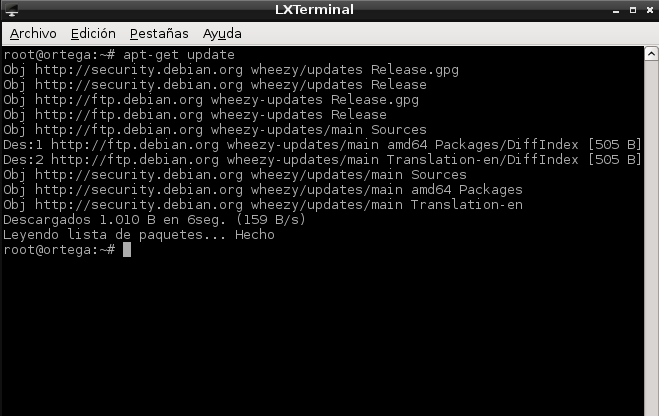 LXTerminal
Archivo Edición Pestañas Ayuda
root@ortega:~# apt-get update
Obj http://security.debian.org wheezy/updates Release.gpg
Obj http://security.debian.org wheezy/updates Release
Obj http://ftp.debian.org wheezy-updates Release.gpg
Obj http://ftp.debian.org wheezy-updates Release
Obj http://ftp.debian.org wheezy-updates/main Sources
Des:1 http://ftp.debian.org wheezy-updates/main amd64 Packages/DiffIndex [505 B]
Des:2 http://ftp.debian.org wheezy-updates/main Translation-en/DiffIndex [505 B]
Obj http://security.debian.org wheezy/updates/main Sources
Obj http://security.debian.org wheezy/updates/main amd64 Packages
Obj http://security.debian.org wheezy/updates/main Translation-en
Descargados 1.010 B en 6seg. (159 B/s)
Leyendo lista de paquetes... Hecho
root@ortega:~#